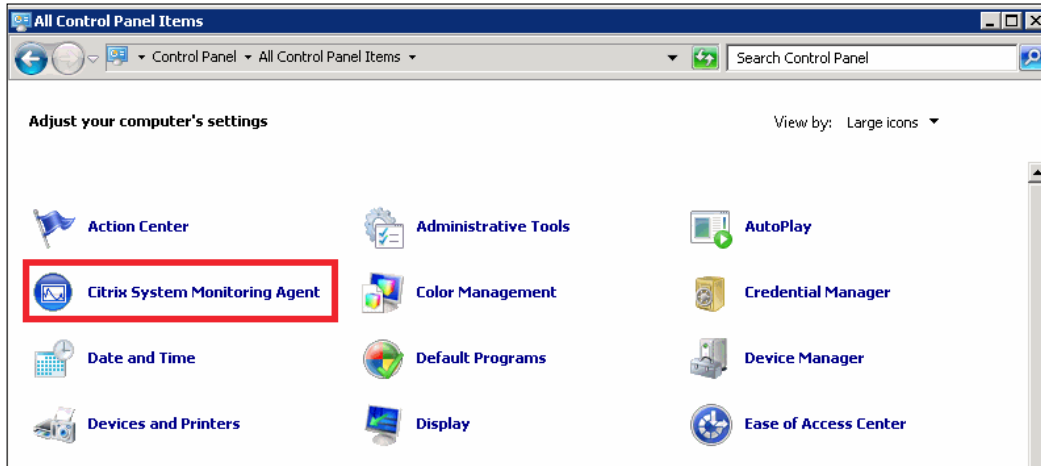 All Control Panel Items
Control Panel All Control Panel Items
Search Control Panel
Adjust your computer's settings
View by: Large icons
Action Center
Administrative Tools
AutoPlay
Citrix System Monitoring Agent
Color Management
Credential Manager
Date and Time
Default Programs
Device Manager
Devices and Printers
Display
Ease of Access Center